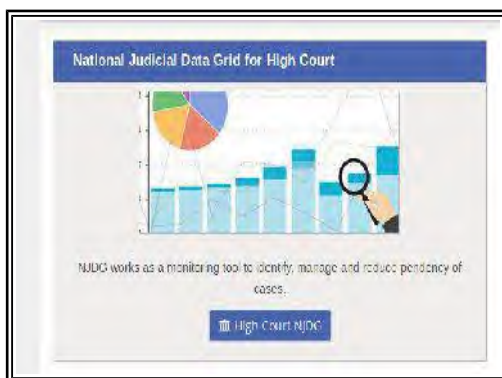 National Judicial Data Grid for High Court
NJDG works as a monitoring tool to identify, manage and reduce pendency of
cases.
High Court NJDG